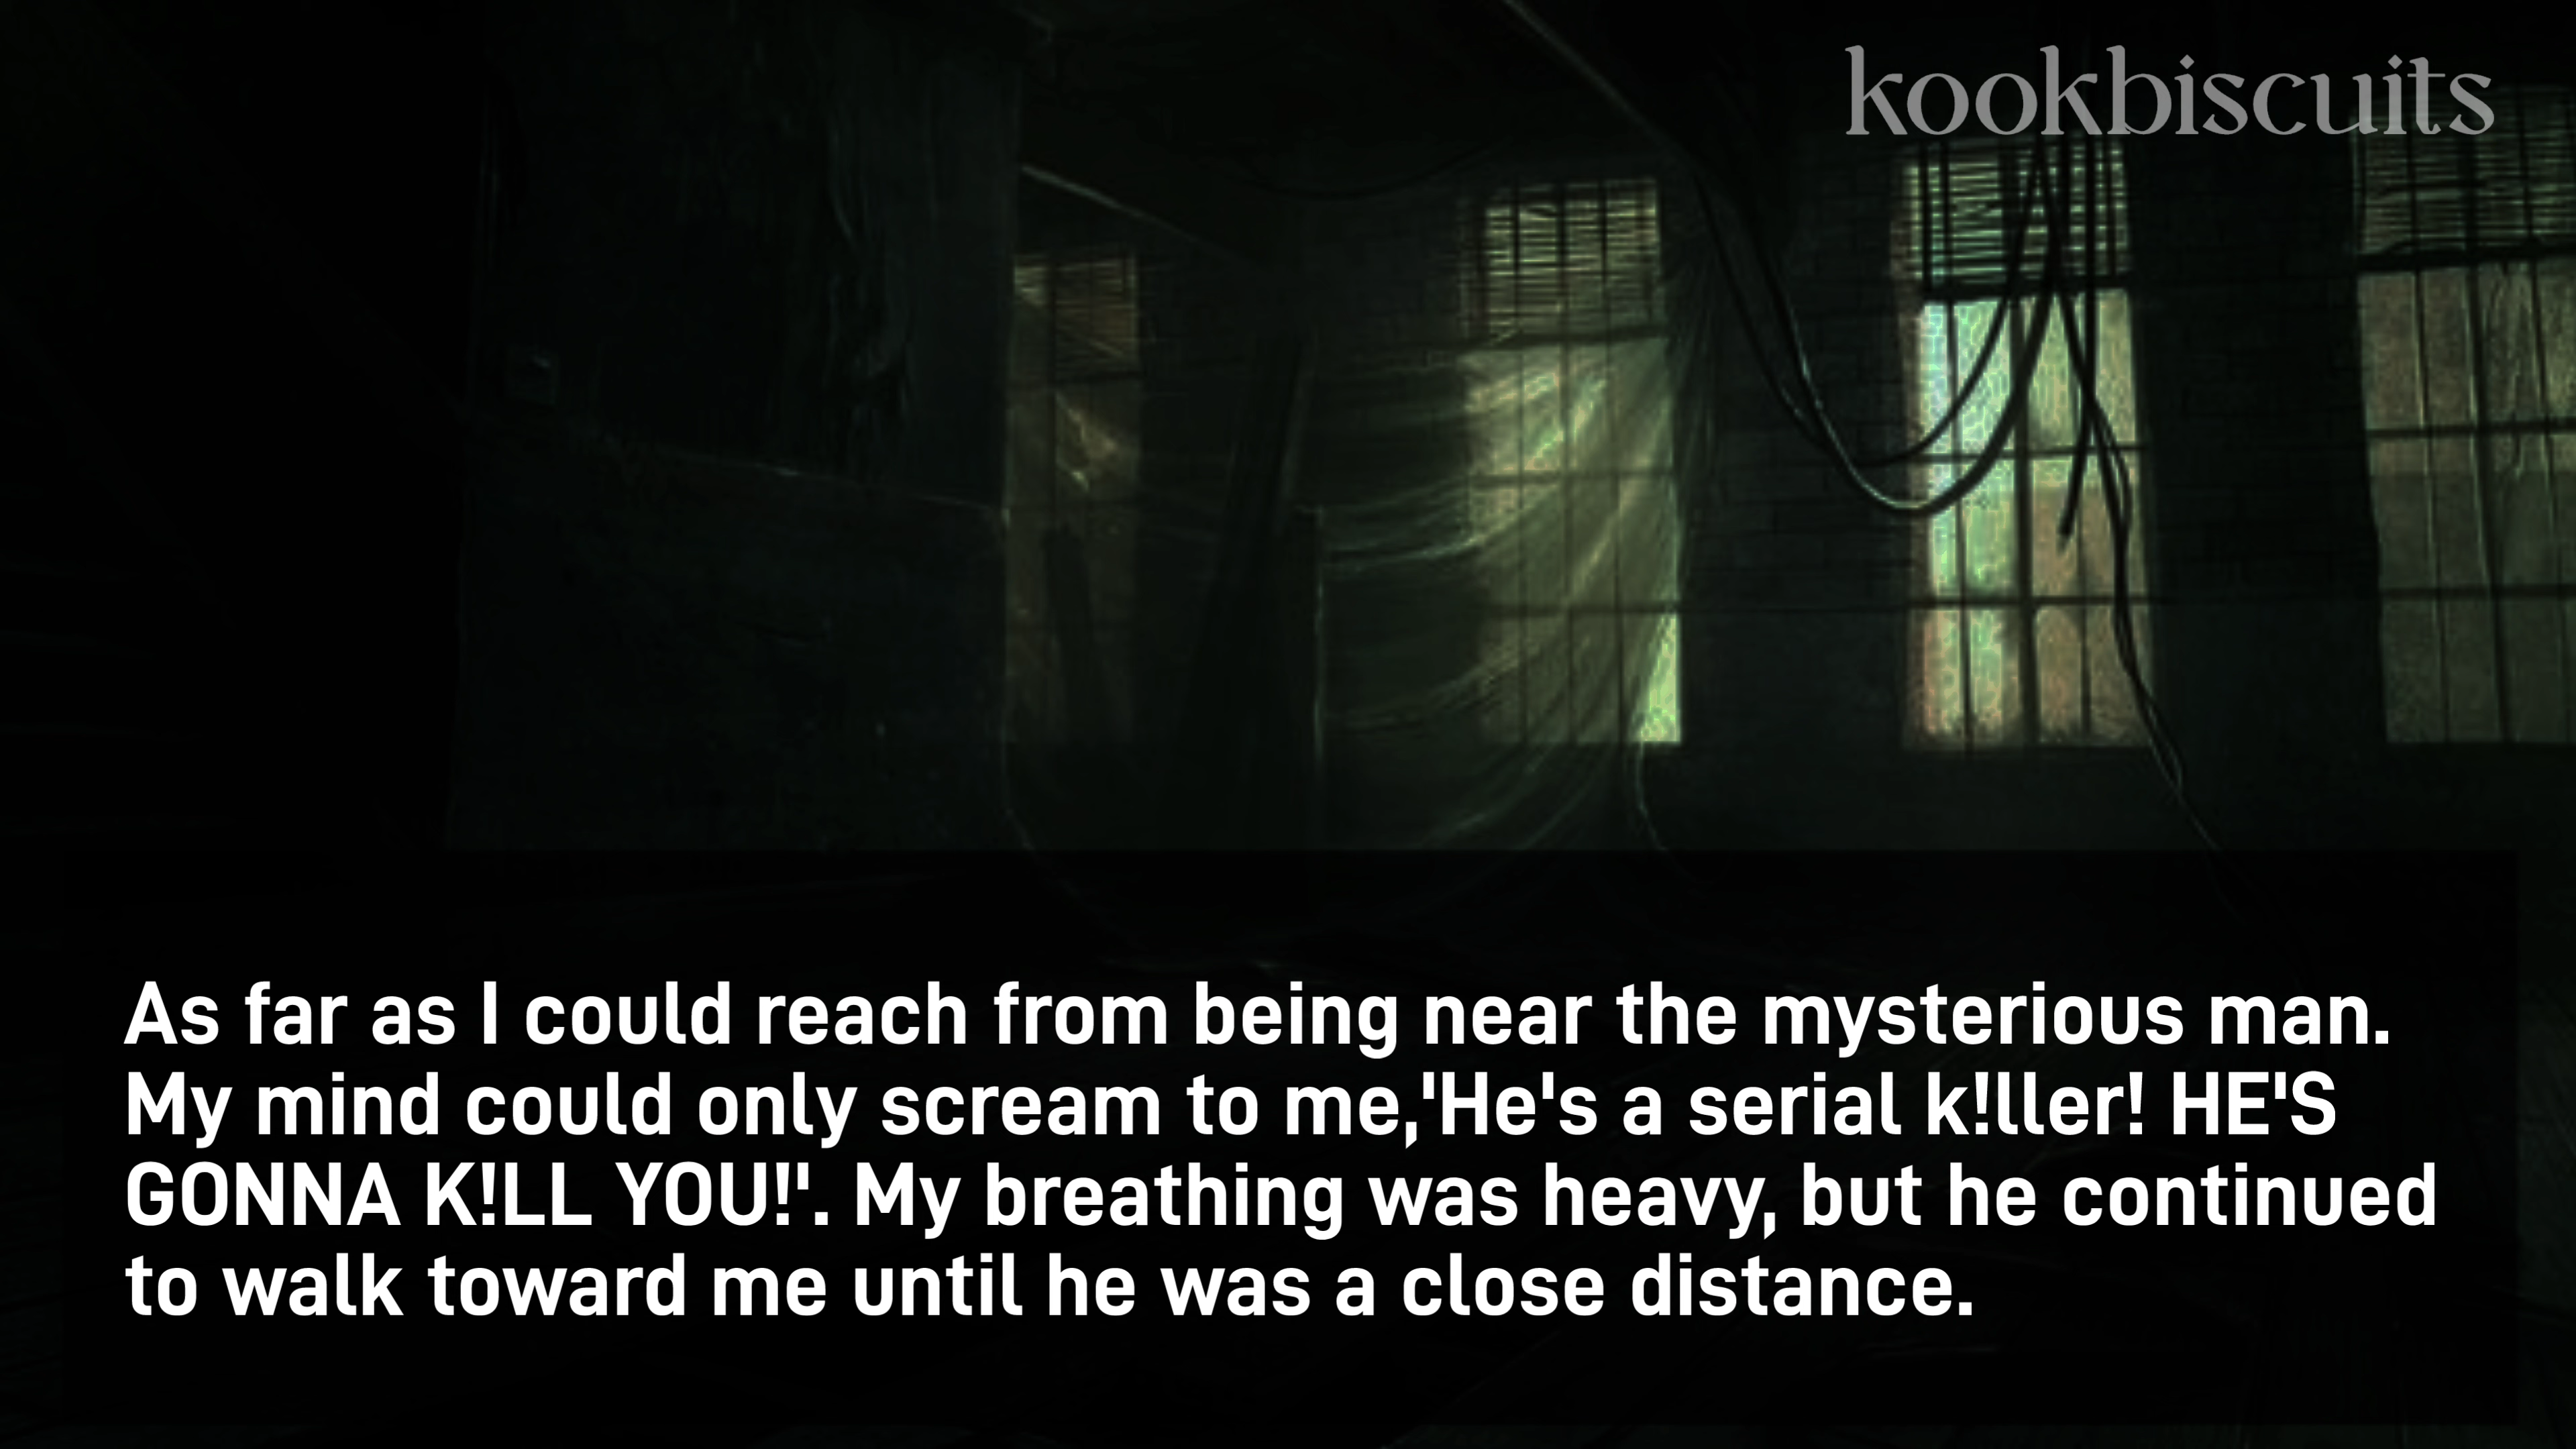 kookbiscuits
As far as I could reach from being near the mysterious man.
My mind could only scream to me,'He's a serial k!ller! HE'S
GONNA K!LL YOU!'. My breathing was heavy, but he continued
to walk toward me until he was a close distance.